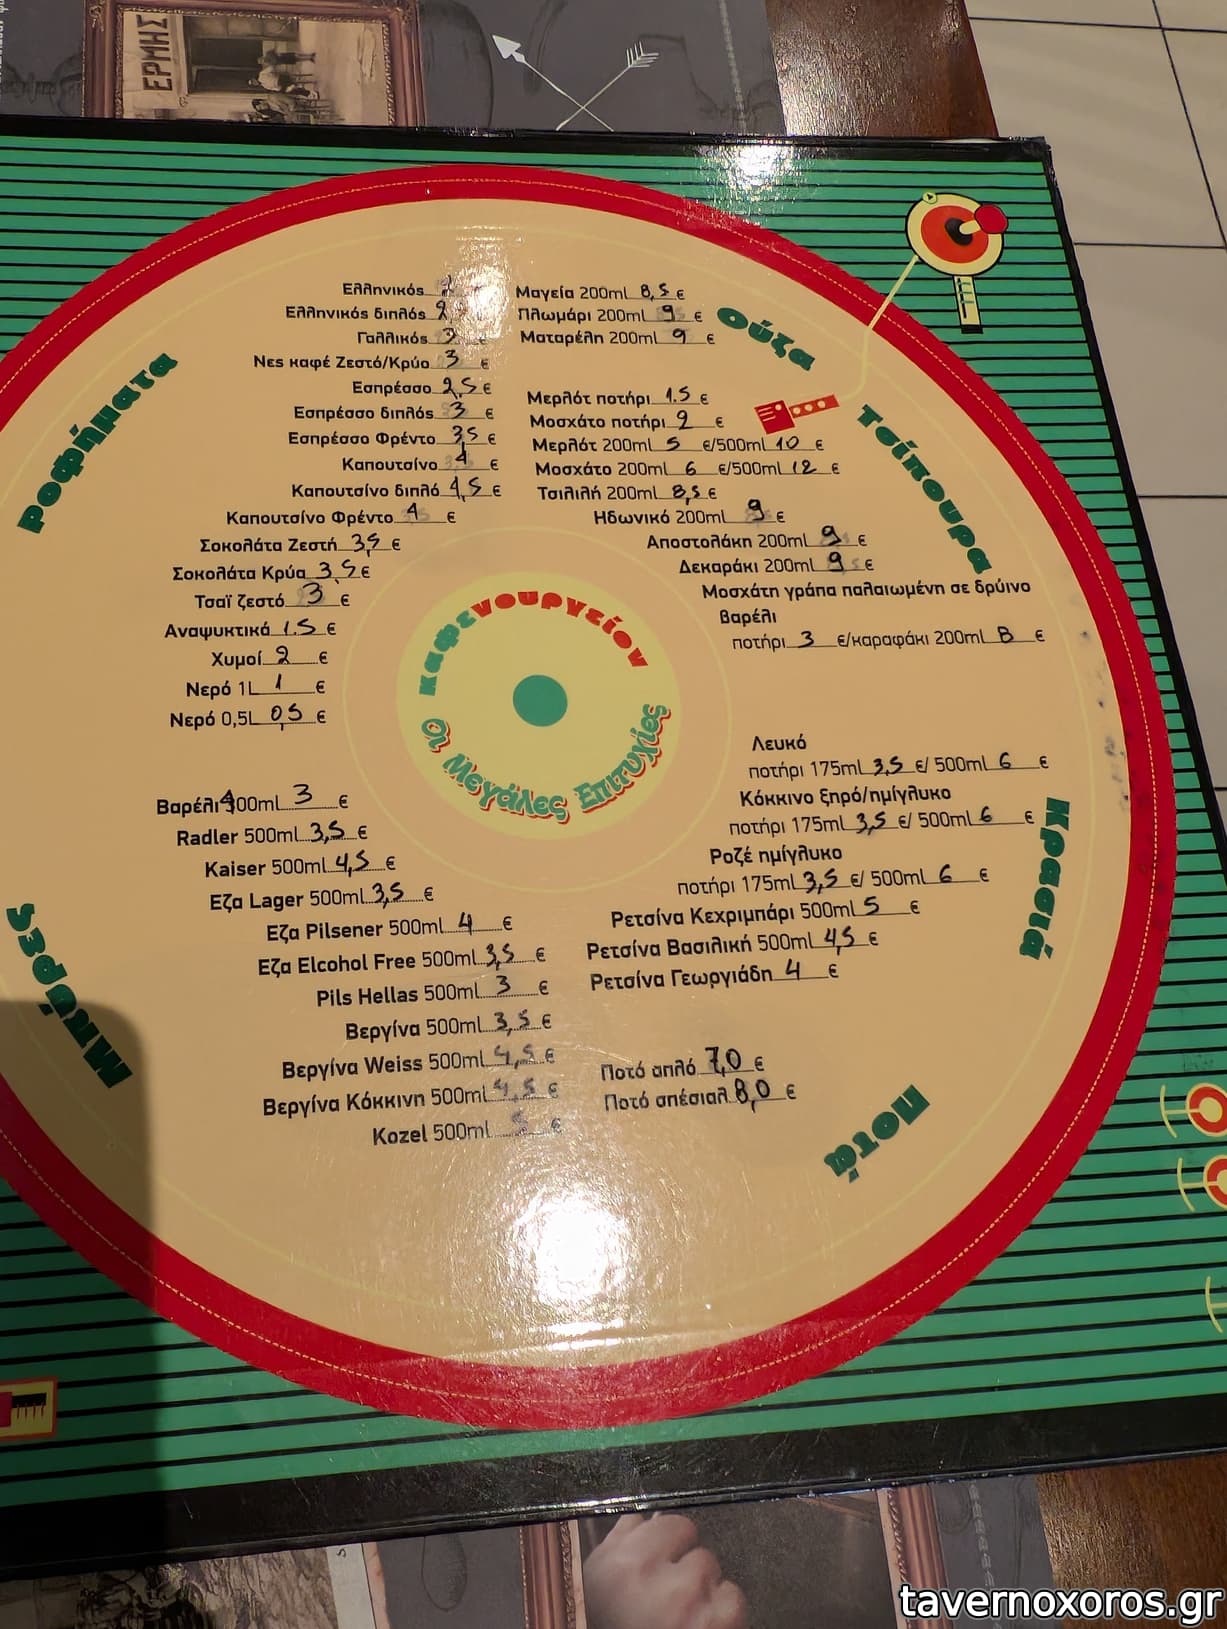 ΕΡΜΗΣ
Ροφήματα
Ελληνικός 2 €
Ελληνικός διπλός €
Γαλλικός 3 €
Νες καφέ Ζεστό/Κρύο 3 €
Εσπρέσσο 2,5 €
Εσπρέσσο διπλός 3 €
Εσπρέσσο Φρέντο 3,5 €
Καπουτσίνο 4 €
Καπουτσίνο διπλό 4,5 €
Καπουτσίνο Φρέντο 4 €
Σοκολάτα Ζεστή 3,5 €
Σοκολάτα Κρύα 3,5 €
Τσαϊ ζεστό 3 €
Αναψυκτικά 1.5 €
Χυμοί 2 €
Νερό 1L 1 €
Νερό 0,5L 0,5 €
Μπύρες
Βαρέλι 400ml 3 €
Radler 500ml 3,5 €
Kaiser 500ml 4,5 €
Εζα Lager 500ml 3,5 €
Εζα Pilsener 500ml 4 €
Εζα Elcohol Free 500ml 3,5 €
Pils Hellas 500ml 3 €
Βεργίνα 500ml 3,5 €
Βεργίνα Weiss 500ml 4,5 €
Βεργίνα Κόκκινη 500ml 4,5 €
Kozel 500ml 5 €
καφενουργείον
Οι Μεγάλες Επιτυχίες
Ούζα
Μαγεία 200ml 8,5 €
Πλωμάρι 200ml 9 €
Ματαρέλη 200ml 9 €
Τσίπουρα
Μερλότ ποτήρι 1.5 €
Μοσχάτο ποτήρι 2 €
Μερλότ 200ml 5 €/500ml 10 €
Μοσχάτο 200ml 6 €/500ml 12 €
Τσιλιλή 200ml 8,5 €
Ηδωνικό 200ml 9 €
Αποστολάκη 200ml 9 €
Δεκαράκι 200ml 9 €
Μοσχάτη γράπα παλαιωμένη σε δρύινο
βαρέλι
ποτήρι 3 €/καραφάκι 200ml 8 €
Κρασιά
Λευκό
ποτήρι 175ml 3,5 €/ 500ml 6 €
Κόκκινο ξηρό/ημίγλυκο
ποτήρι 175ml 3,5 €/ 500ml 6 €
Ροζέ ημίγλυκο
ποτήρι 175ml 3,5 €/ 500ml 6 €
Ρετσίνα Κεχριμπάρι 500ml 5 €
Ρετσίνα Βασιλική 500ml 4,5 €
Ρετσίνα Γεωργιάδη 4 €
Ποτά
Ποτό απλό 7,0 €
Ποτό σπέσιαλ 8,0 €
tavernoxoros.gr